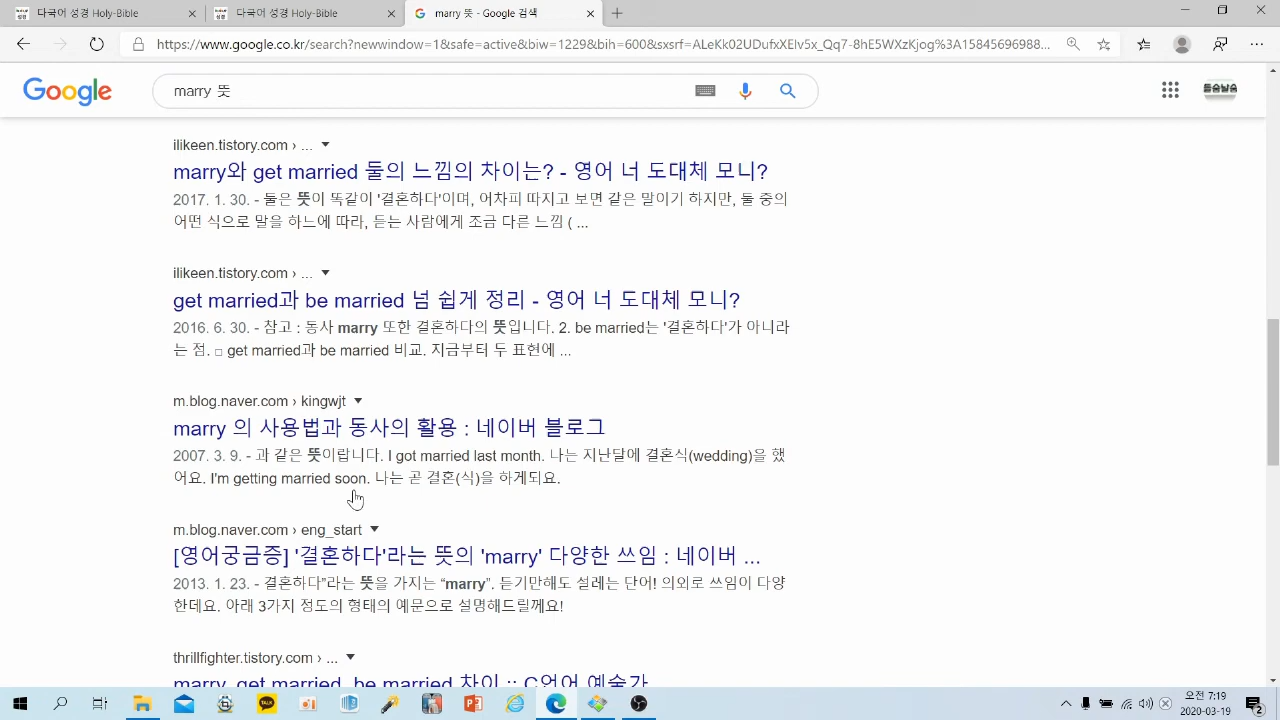 다국어 성경 Holy-Bible
다국어 성경 Holy-Bible
marry 뜻 - Google 검색
https://www.google.co.kr/search?newwindow=1&safe=active&biw=1229&bih=600&sxsrf=ALeKk02UDufxXEIv5x_Qq7-8hE5WXzKjog%3A15845696988...
Google
marry 뜻
들숨날숨
ilikeen.tistory.com › ...
marry와 get married 둘의 느낌의 차이는? - 영어 너 도대체 모니?
2017. 1. 30. - 둘은 뜻이 똑같이 '결혼하다'이며, 어차피 따지고 보면 같은 말이기 하지만, 둘 중의
어떤 식으로 말을 하느에 따라, 듣는 사람에게 조금 다른 느낌 ( ...
ilikeen.tistory.com › ...
get married과 be married 넘 쉽게 정리 - 영어 너 도대체 모니?
2016. 6. 30. - 참고 : 동사 marry 또한 결혼하다의 뜻입니다. 2. be married는 '결혼하다'가 아니라
는 점. □ get married과 be married 비교. 지금부터 두 표현에 ...
m.blog.naver.com › kingwjt
marry 의 사용법과 동사의 활용 : 네이버 블로그
2007. 3. 9. - 과 같은 뜻이랍니다. I got married last month. 나는 지난달에 결혼식(wedding)을 했
어요. I'm getting married soon. 나는 곧 결혼(식)을 하게되요.
m.blog.naver.com › eng_start
[영어궁금증] '결혼하다'라는 뜻의 'marry' 다양한 쓰임 : 네이버 ...
2013. 1. 23. - 결혼하다"라는 뜻을 가지는 “marry”. 듣기만해도 설레는 단어! 의외로 쓰임이 다양
한데요. 아래 3가지 정도의 형태의 예문으로 설명해드릴께요!
thrillfighter.tistory.com › ...
marry, get married, be married 차이 :: C언어 예술가
오전 7:19
2020-03-19